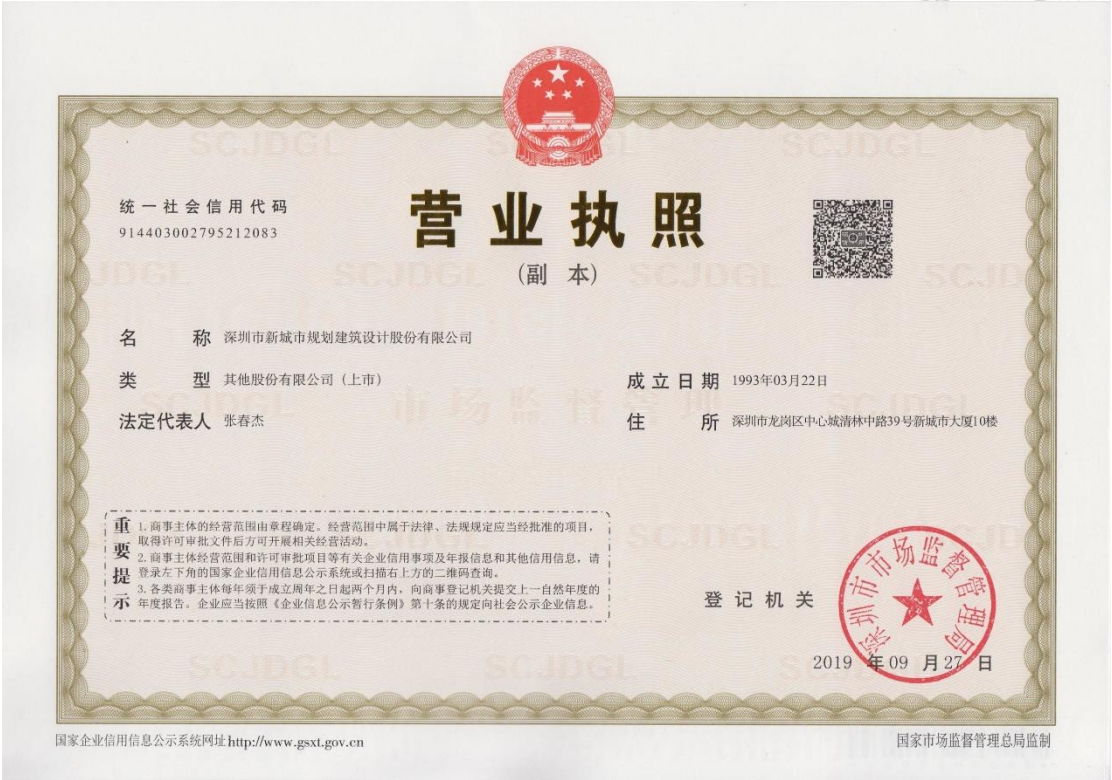 统一社会信用代码
914403002795212083
营业执照
（副 本）
名 称 深圳市新城市规划建筑设计股份有限公司
类 型 其他股份有限公司（上市）
成立日期 1993年03月22日
法定代表人 张春杰
住 所 深圳市龙岗区中心城清林中路39号新城市大厦10楼
重要提示
1. 商事主体的经营范围由章程确定。经营范围中属于法律、法规规定应当经批准的项目，
取得许可审批文件后方可开展相关经营活动。
2. 商事主体经营范围和许可审批项目等有关企业信用事项及年报信息和其他信用信息，请
登录左下角的国家企业信用信息公示系统或扫描右上方的二维码查询。
3. 各类商事主体每年须于成立周年之日起两个月内，向商事登记机关提交上一自然年度的
年度报告。企业应当按照《企业信息公示暂行条例》第十条的规定向社会公示企业信息。
登记机关
深圳市市场监督管理局
2019 年 09 月 27 日
国家企业信用信息公示系统网址http://www.gsxt.gov.cn
国家市场监督管理总局监制
SCJDGL
市场监督管理